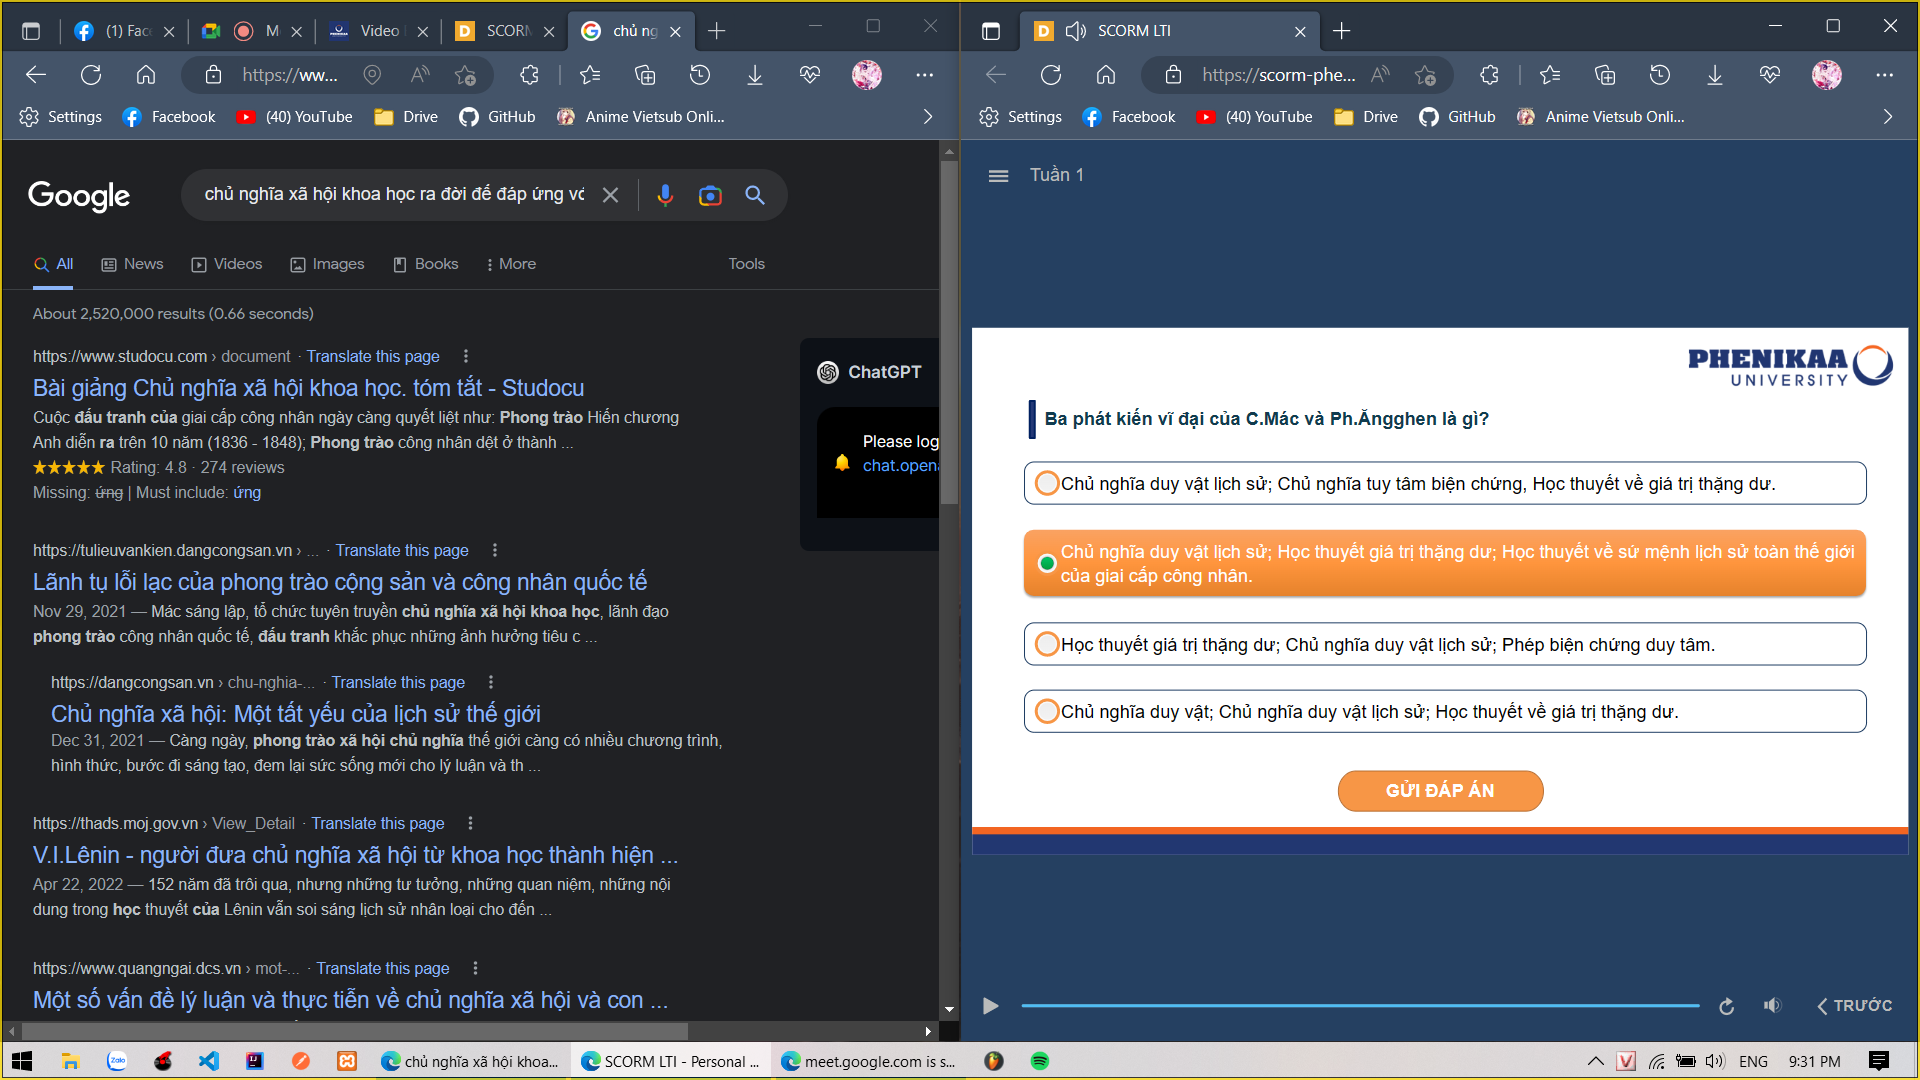 (1) Fac
M
Video
SCORM
chủ ng
https://ww...
Settings
Facebook
(40) YouTube
Drive
GitHub
Anime Vietsub Onli...
Google
chủ nghĩa xã hội khoa học ra đời để đáp ứng vớ
All
News
Videos
Images
Books
More
Tools
About 2,520,000 results (0.66 seconds)
https://www.studocu.com › document · Translate this page
Bài giảng Chủ nghĩa xã hội khoa học. tóm tắt - Studocu
Cuộc đấu tranh của giai cấp công nhân ngày càng quyết liệt như: Phong trào Hiến chương
Anh diễn ra trên 10 năm (1836 - 1848); Phong trào công nhân dệt ở thành ...
Rating: 4.8 · 274 reviews
Missing: ứng | Must include: ứng
https://tulieuvankien.dangcongsan.vn › ... · Translate this page
Lãnh tụ lỗi lạc của phong trào cộng sản và công nhân quốc tế
Nov 29, 2021 — Mác sáng lập, tổ chức tuyên truyền chủ nghĩa xã hội khoa học, lãnh đạo
phong trào công nhân quốc tế, đấu tranh khắc phục những ảnh hưởng tiêu c ...
https://dangcongsan.vn › chu-nghia-... · Translate this page
Chủ nghĩa xã hội: Một tất yếu của lịch sử thế giới
Dec 31, 2021 — Càng ngày, phong trào xã hội chủ nghĩa thế giới càng có nhiều chương trình,
hình thức, bước đi sáng tạo, đem lại sức sống mới cho lý luận và th ...
https://thads.moj.gov.vn › View_Detail · Translate this page
V.I.Lênin - người đưa chủ nghĩa xã hội từ khoa học thành hiện ...
Apr 22, 2022 — 152 năm đã trôi qua, nhưng những tư tưởng, những quan niệm, những nội
dung trong học thuyết của Lênin vẫn soi sáng lịch sử nhân loại cho đến ...
https://www.quangngai.dcs.vn › mot-... · Translate this page
Một số vấn đề lý luận và thực tiễn về chủ nghĩa xã hội và con ...
ChatGPT
Please log
chat.opena
SCORM LTI
https://scorm-phe...
Settings
Facebook
(40) YouTube
Drive
GitHub
Anime Vietsub Onli...
Tuần 1
PHENIKAA
UNIVERSITY
Ba phát kiến vĩ đại của C.Mác và Ph.Ăngghen là gì?
Chủ nghĩa duy vật lịch sử; Chủ nghĩa tuy tâm biện chứng, Học thuyết về giá trị thặng dư.
Chủ nghĩa duy vật lịch sử; Học thuyết giá trị thặng dư; Học thuyết về sứ mệnh lịch sử toàn thế giới
của giai cấp công nhân.
Học thuyết giá trị thặng dư; Chủ nghĩa duy vật lịch sử; Phép biện chứng duy tâm.
Chủ nghĩa duy vật; Chủ nghĩa duy vật lịch sử; Học thuyết về giá trị thặng dư.
GỬI ĐÁP ÁN
TRƯỚC
Zalo
chủ nghĩa xã hội khoa...
SCORM LTI - Personal ...
meet.google.com is s...
ENG
9:31 PM